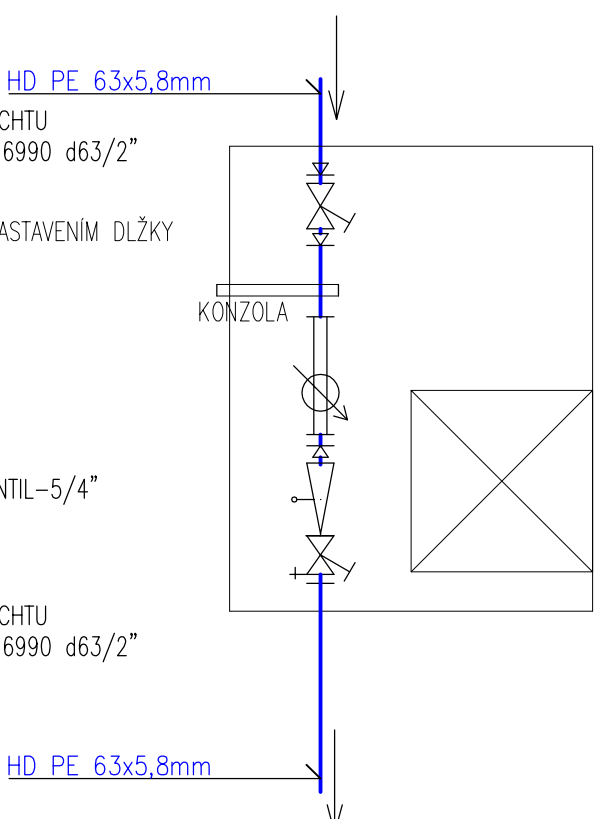 HD PE 63x5,8mm
CHTU
6990 d63/2”
ASTAVENÍM DLŽKY
KONZOLA
NTIL-5/4”
CHTU
6990 d63/2”
HD PE 63x5,8mm